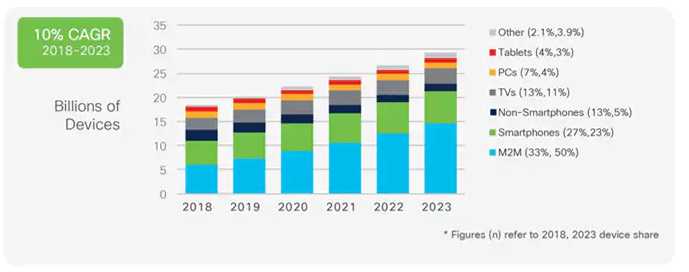 10% CAGR
2018-2023
Billions of
Devices
35
30
25
20
15
10
5
0
2018 2019 2020 2021 2022 2023
Other (2.1%,3.9%)
Tablets (4%,3%)
PCs (7%,4%)
TVs (13%,11%)
Non-Smartphones (13%,5%)
Smartphones (27%,23%)
M2M (33%, 50%)
* Figures (n) refer to 2018, 2023 device share